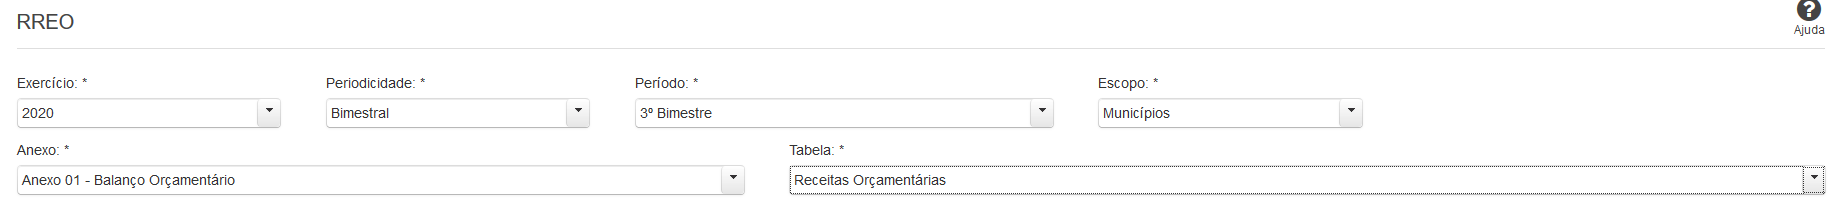 RREO
Ajuda
Exercício: * Periodicidade: * Período: * Escopo: *
2020 Bimestral 3º Bimestre Municípios
Anexo: * Tabela: *
Anexo 01 - Balanço Orçamentário Receitas Orçamentárias